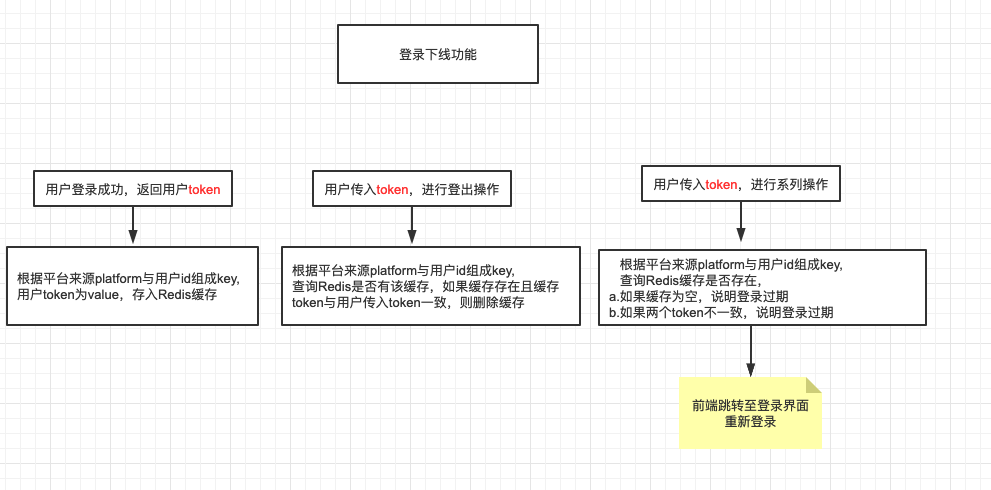 登录下线功能
用户登录成功，返回用户token
根据平台来源platform与用户id组成key,
用户token为value，存入Redis缓存
用户传入token，进行登出操作
根据平台来源platform与用户id组成key,
查询Redis是否有该缓存，如果缓存存在且缓存
token与用户传入token一致，则删除缓存
用户传入token，进行系列操作
根据平台来源platform与用户id组成key,
查询Redis缓存是否存在，
a.如果缓存为空，说明登录过期
b.如果两个token不一致，说明登录过期
前端跳转至登录界面
重新登录